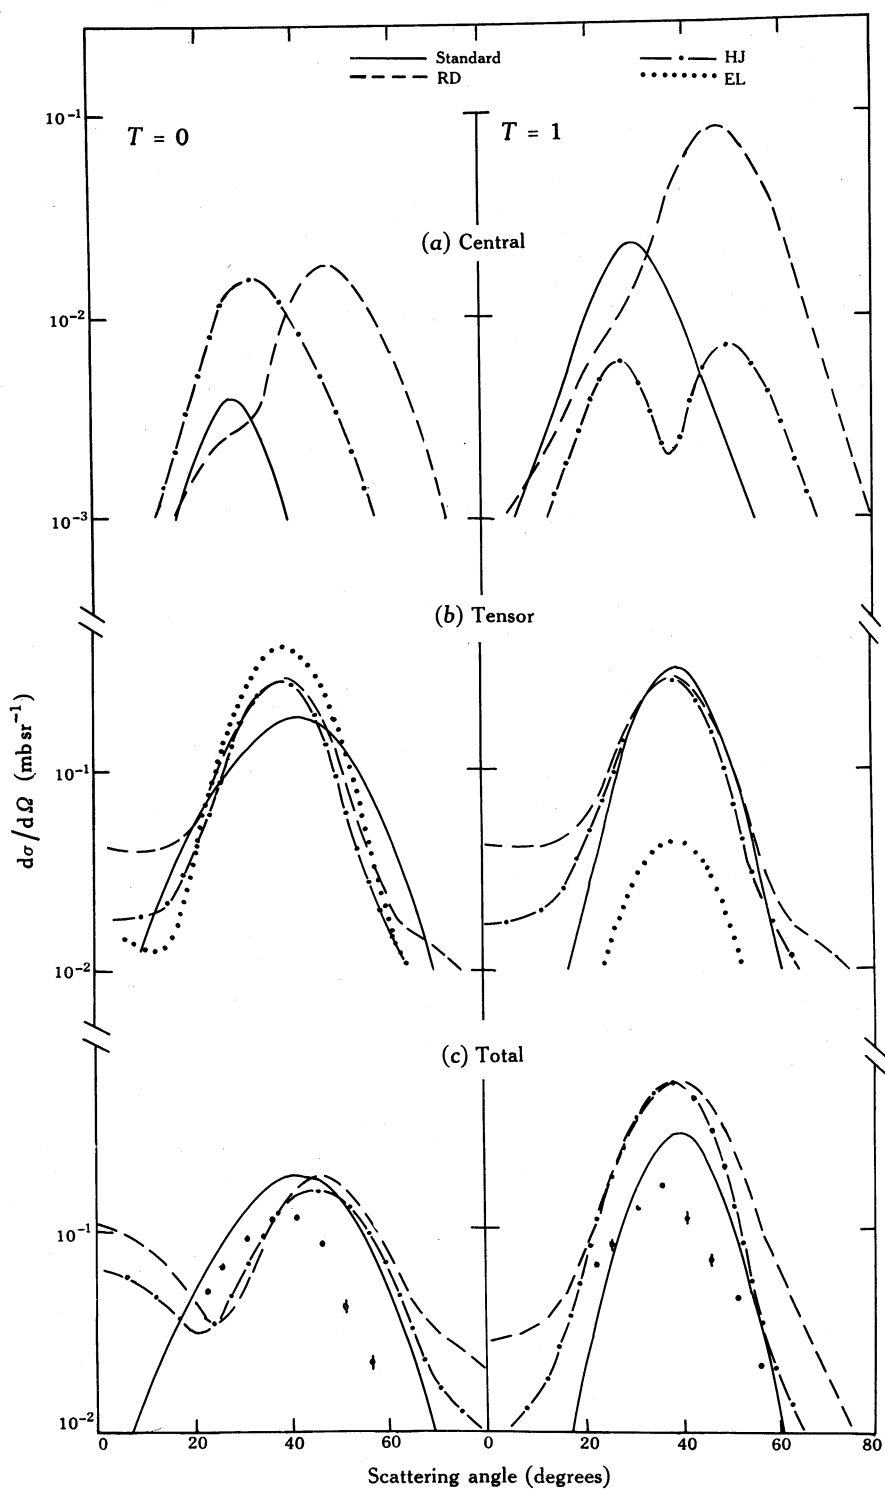 Standard
HJ
RD
EL
10⁻¹
T = 0
T = 1
(a) Central
10⁻²
10⁻³
(b) Tensor
10⁻¹
dσ/dΩ (mb sr⁻¹)
10⁻²
(c) Total
10⁻¹
10⁻²
0 20 40 60 0 20 40 60 80
Scattering angle (degrees)